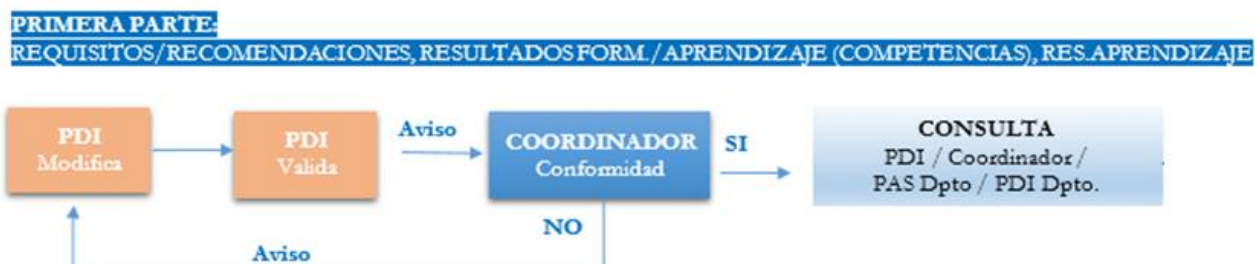 PRIMERA PARTE:
REQUISITOS/RECOMENDACIONES, RESULTADOS FORM./APRENDIZAJE (COMPETENCIAS), RES.APRENDIZAJE
PDI
Modifica
PDI
Valida
Aviso
COORDINADOR
Conformidad
SI
CONSULTA
PDI / Coordinador /
PAS Dpto / PDI Dpto.
NO
Aviso